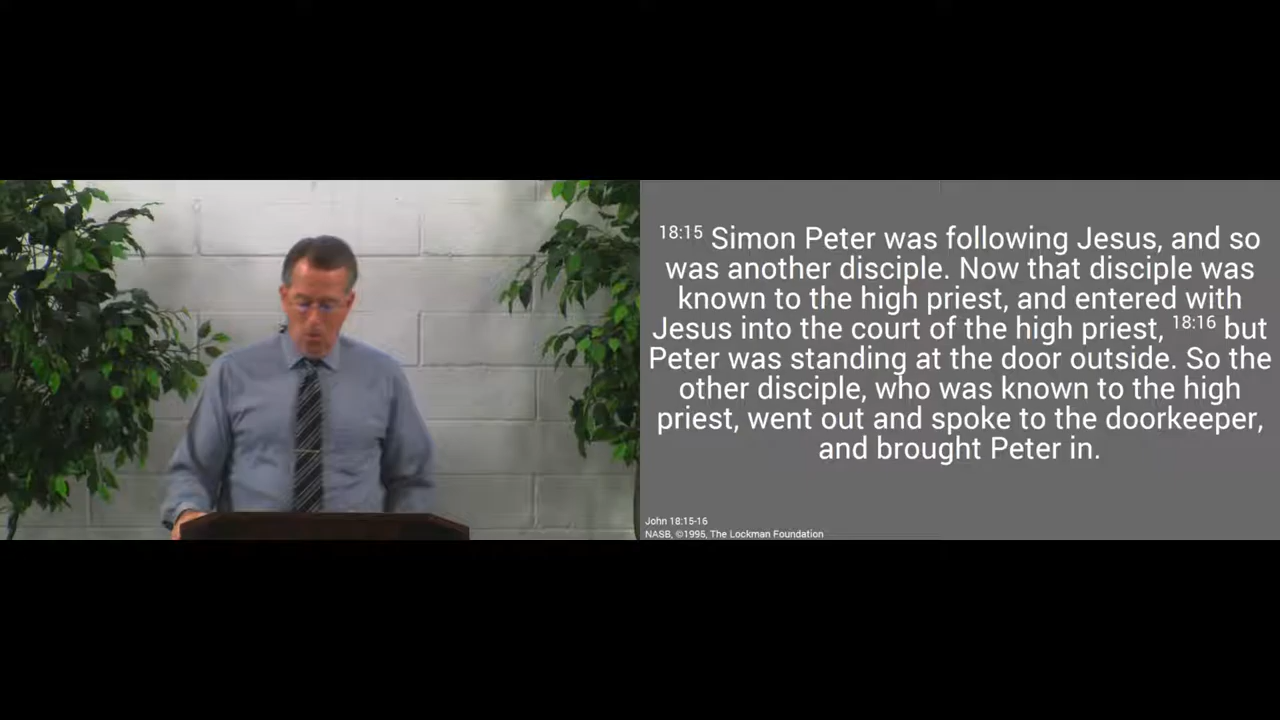 18:15 Simon Peter was following Jesus, and so
was another disciple. Now that disciple was
known to the high priest, and entered with
Jesus into the court of the high priest, 18:16 but
Peter was standing at the door outside. So the
other disciple, who was known to the high
priest, went out and spoke to the doorkeeper,
and brought Peter in.
John 18:15-16
NASB, ©1995, The Lockman Foundation